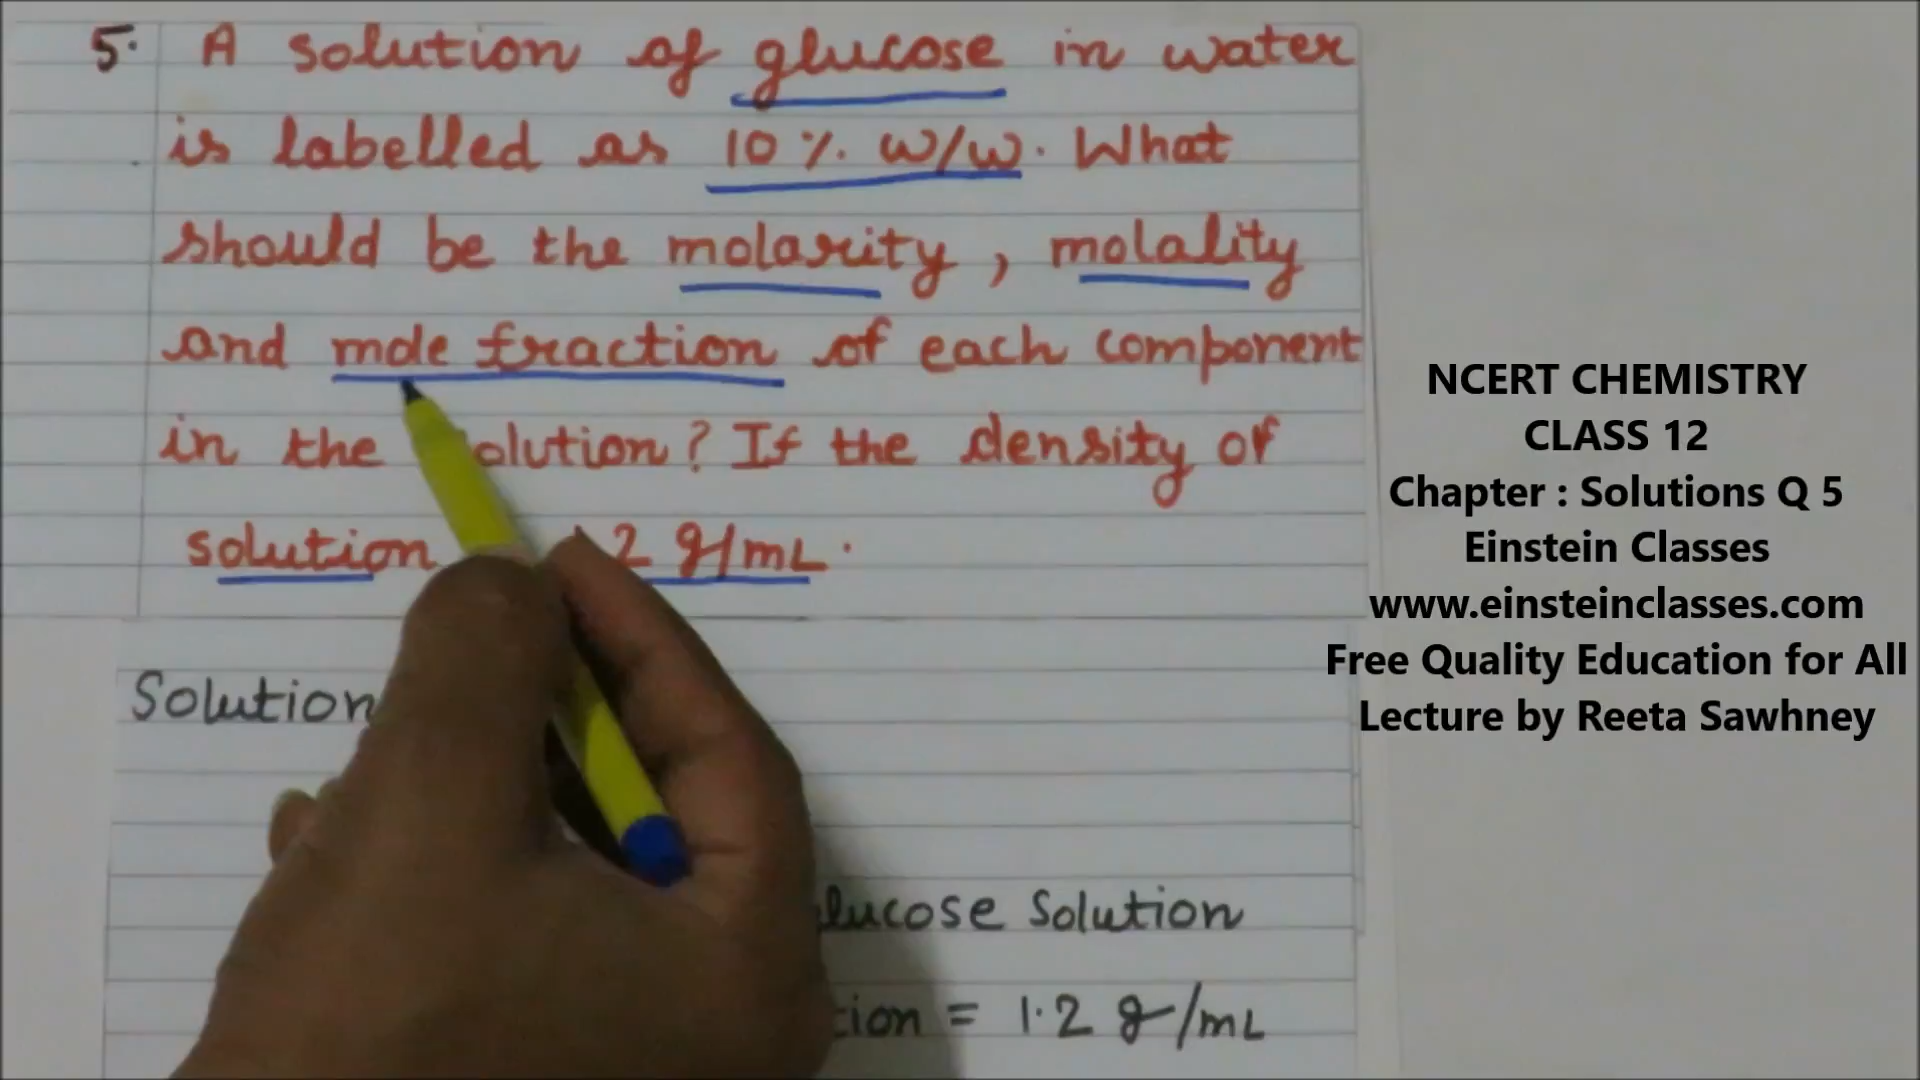 5. A solution of glucose in water
is labelled as 10 % w/w. What
should be the molarity, molality
and mole fraction of each component
in the olution? If the density of
solution 2 g/mL.
Solution
glucose Solution
tion = 1.2 g/mL
NCERT CHEMISTRY
CLASS 12
Chapter : Solutions Q 5
Einstein Classes
www.einsteinclasses.com
Free Quality Education for All
Lecture by Reeta Sawhney